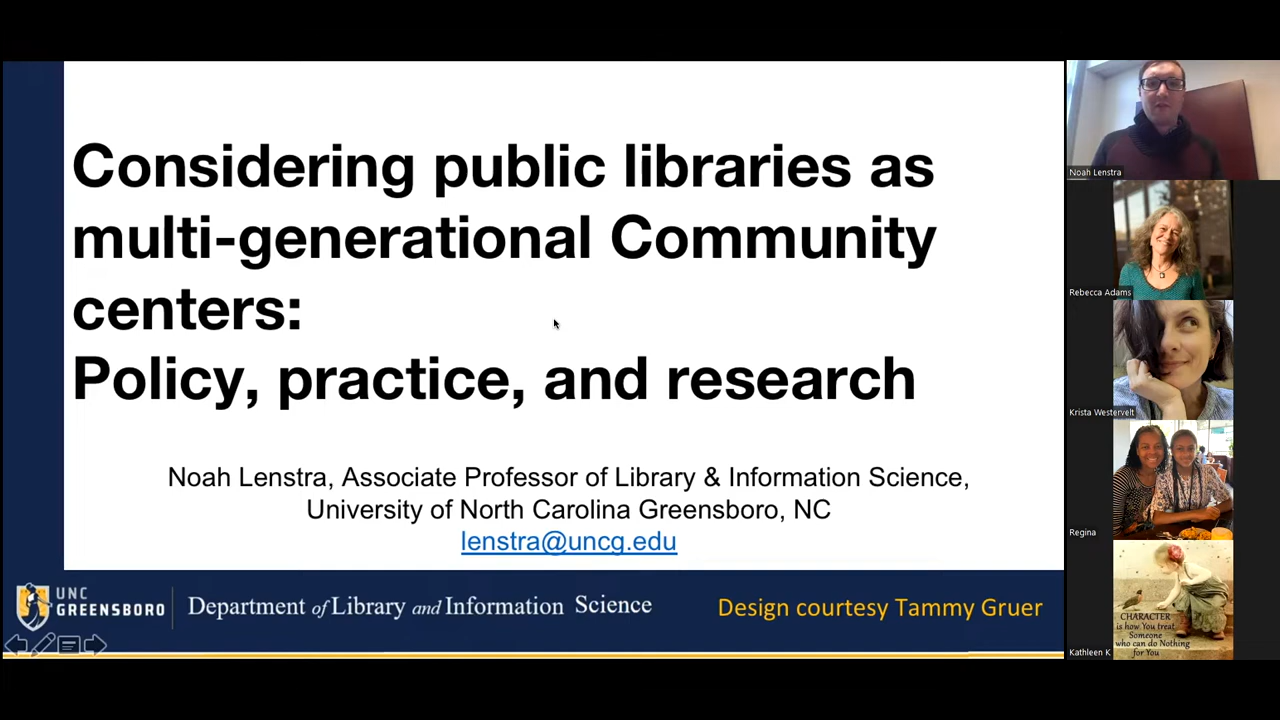 Considering public libraries as
multi-generational Community
centers:
Policy, practice, and research
Noah Lenstra, Associate Professor of Library & Information Science,
University of North Carolina Greensboro, NC
lenstra@uncg.edu
UNC
GREENSBORO
Department of Library and Information Science
Design courtesy Tammy Gruer
Noah Lenstra
Rebecca Adams
Krista Westervelt
Regina
CHARACTER
is how You treat
Someone
who can do Nothing
for You
Kathleen K